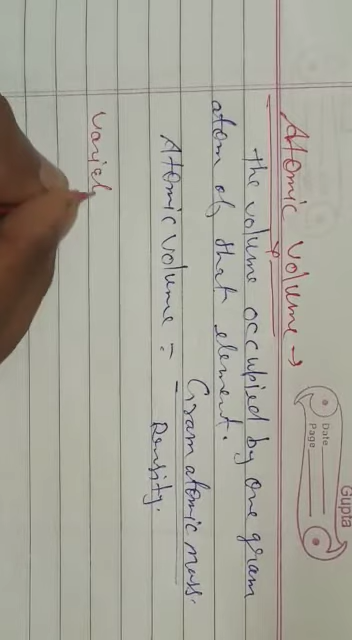 Gupta
Date
Page
Atomic volume →
the volume occupied by one gram
atom of that element.
Atomic volume = Gram atomic mass.
Density.